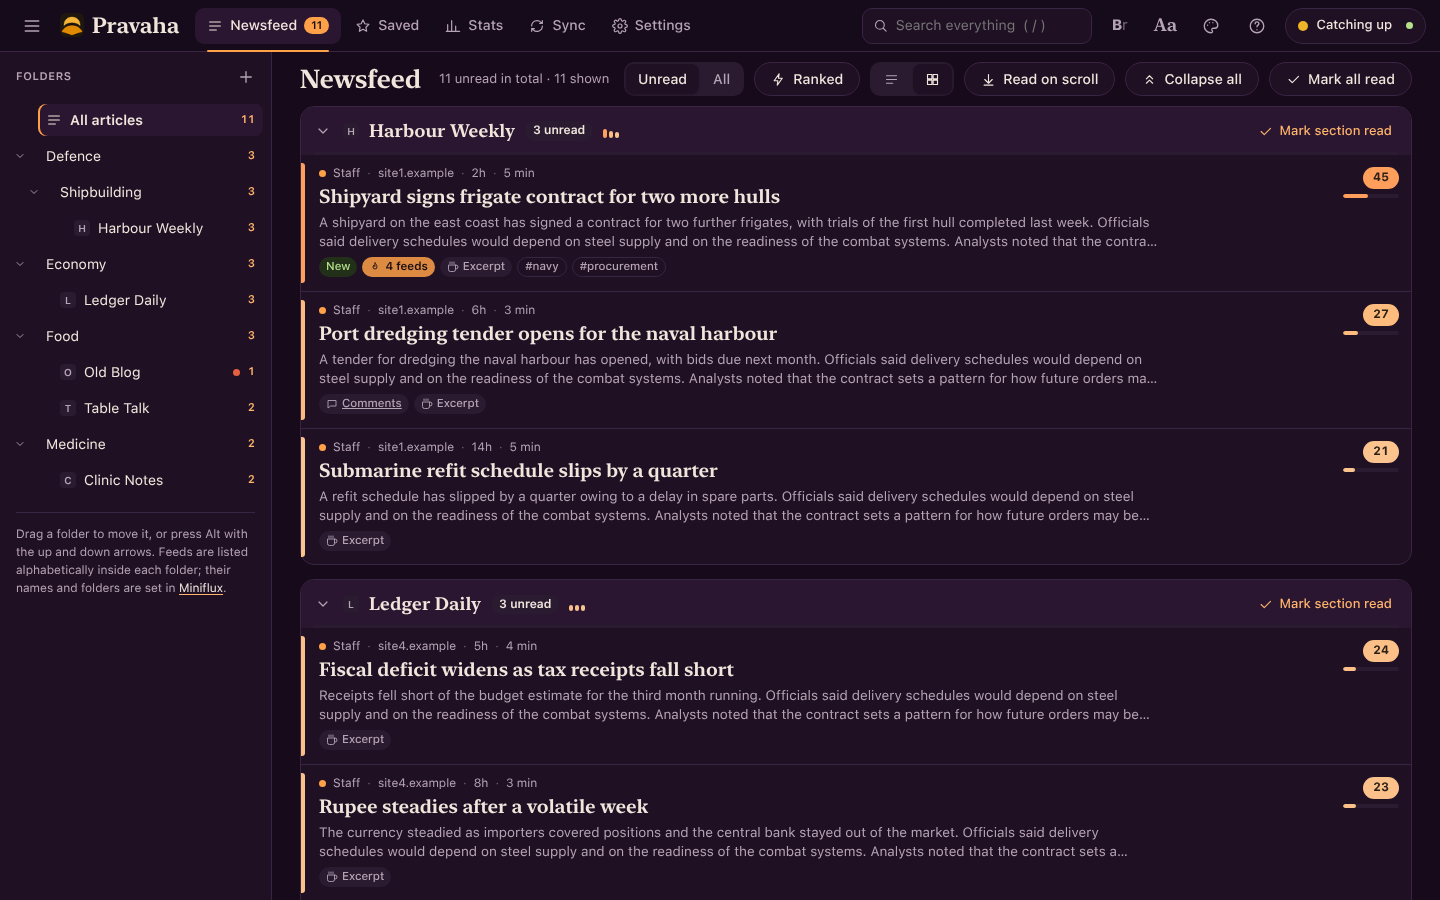 Pravaha
Newsfeed 11
Saved
Stats
Sync
Settings
Search everything ( / )
Br
Aa
Catching up
FOLDERS
All articles 11
Defence 3
Shipbuilding 3
H Harbour Weekly 3
Economy 3
L Ledger Daily 3
Food 3
O Old Blog 1
T Table Talk 2
Medicine 2
C Clinic Notes 2
Drag a folder to move it, or press Alt with
the up and down arrows. Feeds are listed
alphabetically inside each folder; their
names and folders are set in Miniflux.
Newsfeed 11 unread in total · 11 shown Unread All Ranked Read on scroll Collapse all Mark all read
H Harbour Weekly 3 unread Mark section read
Staff · site1.example · 2h · 5 min 45
Shipyard signs frigate contract for two more hulls
A shipyard on the east coast has signed a contract for two further frigates, with trials of the first hull completed last week. Officials
said delivery schedules would depend on steel supply and on the readiness of the combat systems. Analysts noted that the contra…
New 4 feeds Excerpt #navy #procurement
Staff · site1.example · 6h · 3 min 27
Port dredging tender opens for the naval harbour
A tender for dredging the naval harbour has opened, with bids due next month. Officials said delivery schedules would depend on
steel supply and on the readiness of the combat systems. Analysts noted that the contract sets a pattern for how future orders ma…
Comments Excerpt
Staff · site1.example · 14h · 5 min 21
Submarine refit schedule slips by a quarter
A refit schedule has slipped by a quarter owing to a delay in spare parts. Officials said delivery schedules would depend on steel
supply and on the readiness of the combat systems. Analysts noted that the contract sets a pattern for how future orders may be…
Excerpt
L Ledger Daily 3 unread Mark section read
Staff · site4.example · 5h · 4 min 24
Fiscal deficit widens as tax receipts fall short
Receipts fell short of the budget estimate for the third month running. Officials said delivery schedules would depend on steel
supply and on the readiness of the combat systems. Analysts noted that the contract sets a pattern for how future orders may be…
Excerpt
Staff · site4.example · 8h · 3 min 23
Rupee steadies after a volatile week
The currency steadied as importers covered positions and the central bank stayed out of the market. Officials said delivery
schedules would depend on steel supply and on the readiness of the combat systems. Analysts noted that the contract sets a…
Excerpt